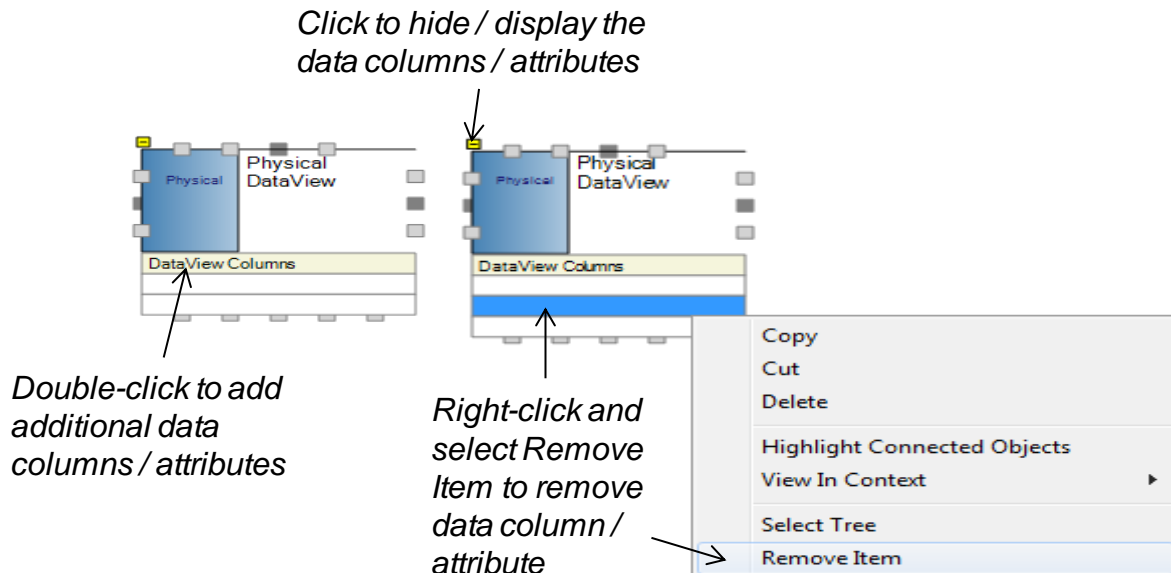 Click to hide / display the
data columns / attributes
Physical
Physical
DataView
DataView Columns
Physical
Physical
DataView
DataView Columns
Double-click to add
additional data
columns / attributes
Right-click and
select Remove
Item to remove
data column /
attribute
Copy
Cut
Delete
Highlight Connected Objects
View In Context
Select Tree
Remove Item